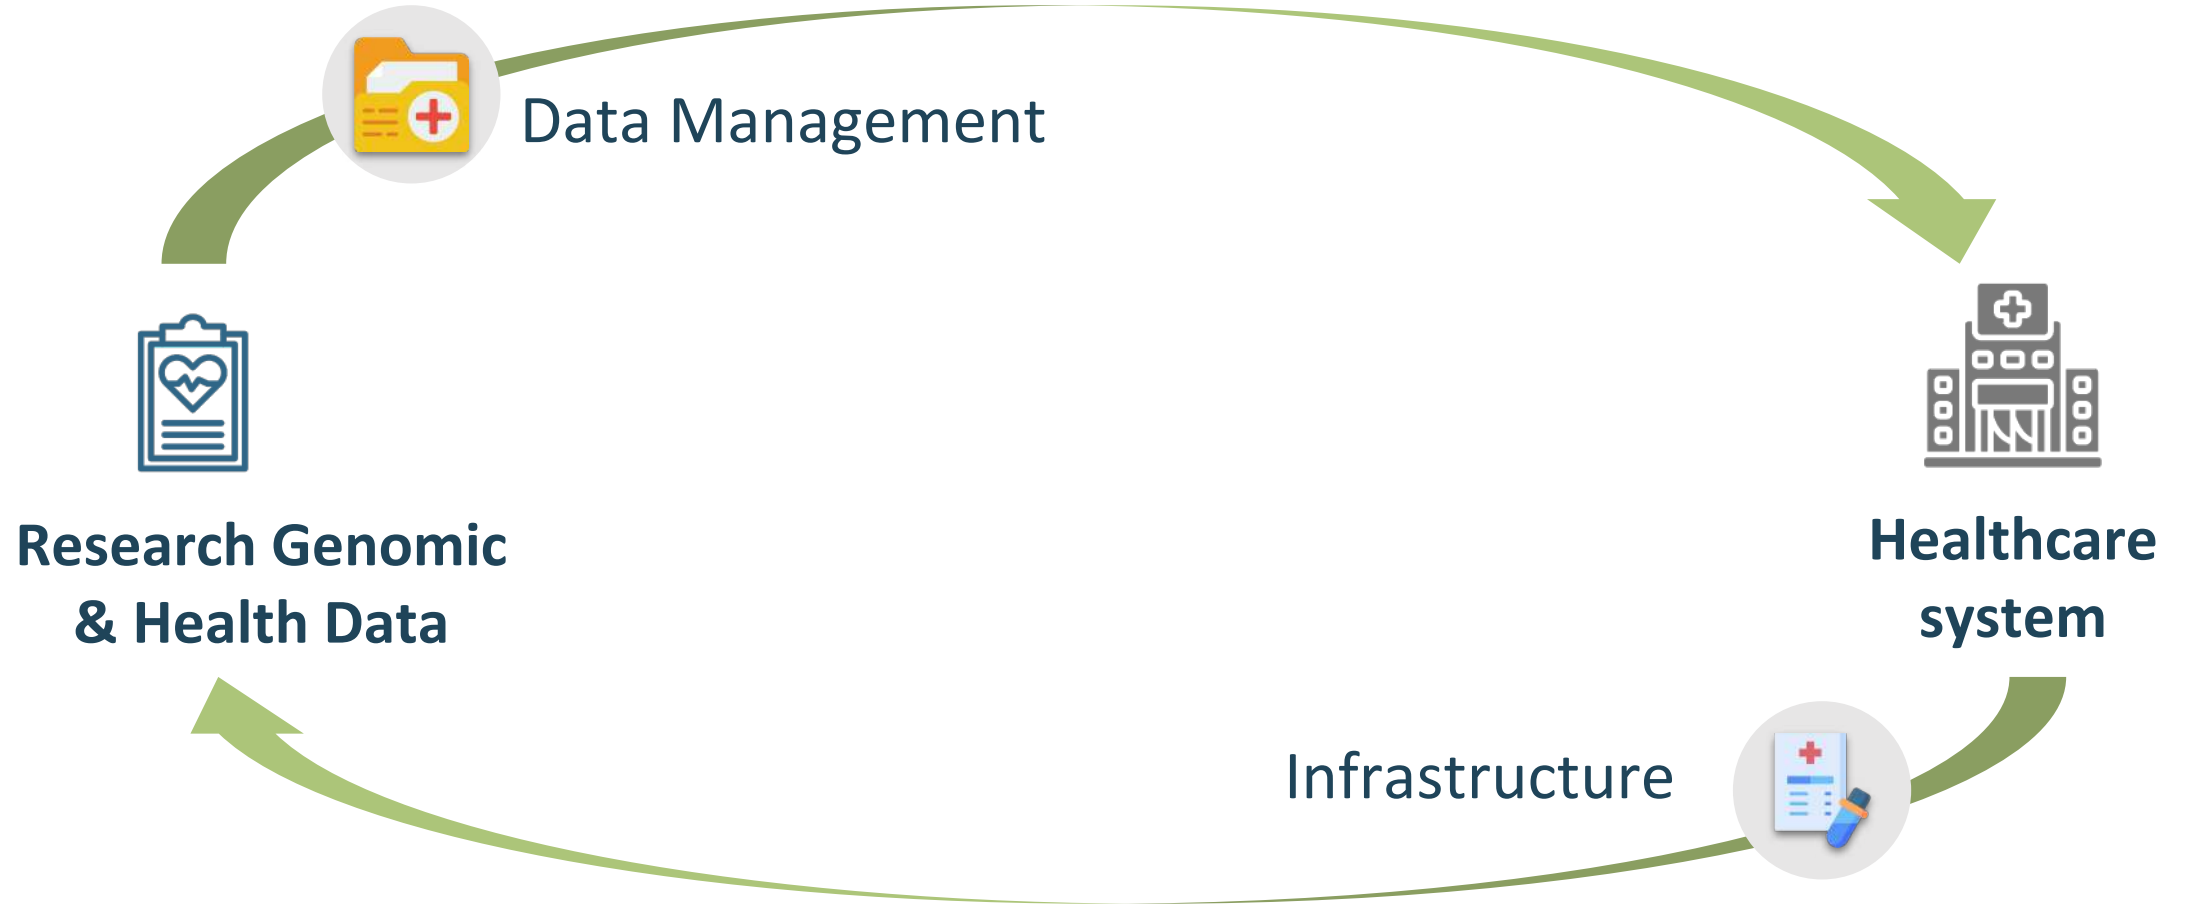 Data Management
Research Genomic
& Health Data
Healthcare
system
Infrastructure